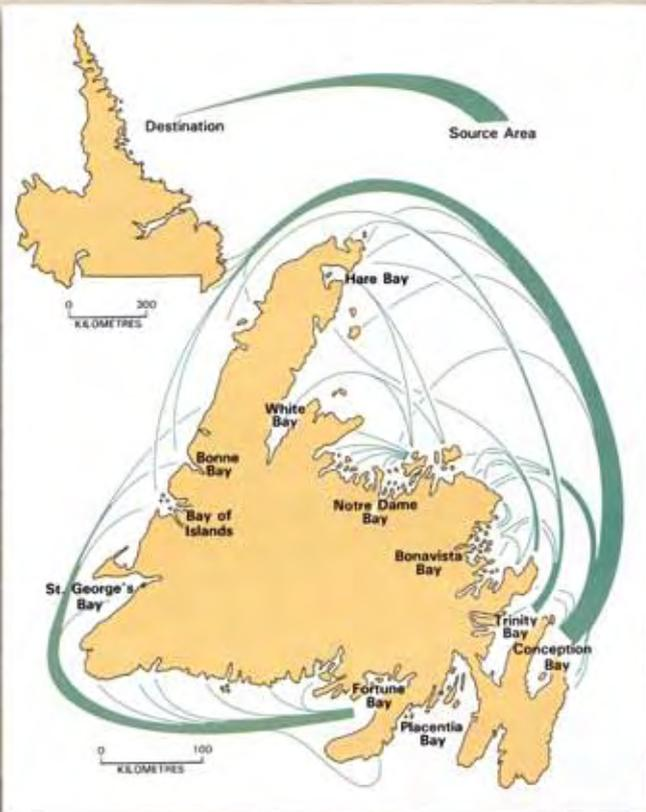 Destination
Source Area
0 200
KILOMETRES
Hare Bay
White
Bay
Bonne
Bay
Bay of
Islands
Notre Dame
Bay
Bonavista
Bay
St. George's
Bay
Trinity
Bay
Conception
Bay
Fortune
Bay
Placentia
Bay
0 100
KILOMETRES